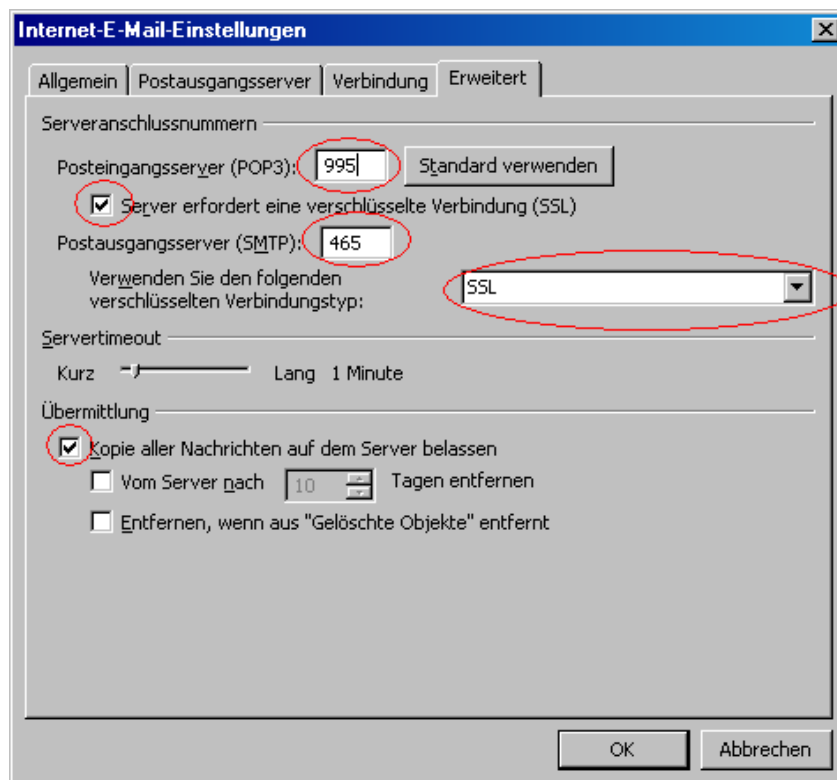 Internet-E-Mail-Einstellungen
Allgemein Postausgangsserver Verbindung Erweitert
Serveranschlussnummern
Posteingangsserver (POP3): 995 Standard verwenden
Server erfordert eine verschlüsselte Verbindung (SSL)
Postausgangsserver (SMTP): 465
Verwenden Sie den folgenden
verschlüsselten Verbindungstyp: SSL
Servertimeout
Kurz Lang 1 Minute
Übermittlung
Kopie aller Nachrichten auf dem Server belassen
Vom Server nach 10 Tagen entfernen
Entfernen, wenn aus "Gelöschte Objekte" entfernt
OK Abbrechen